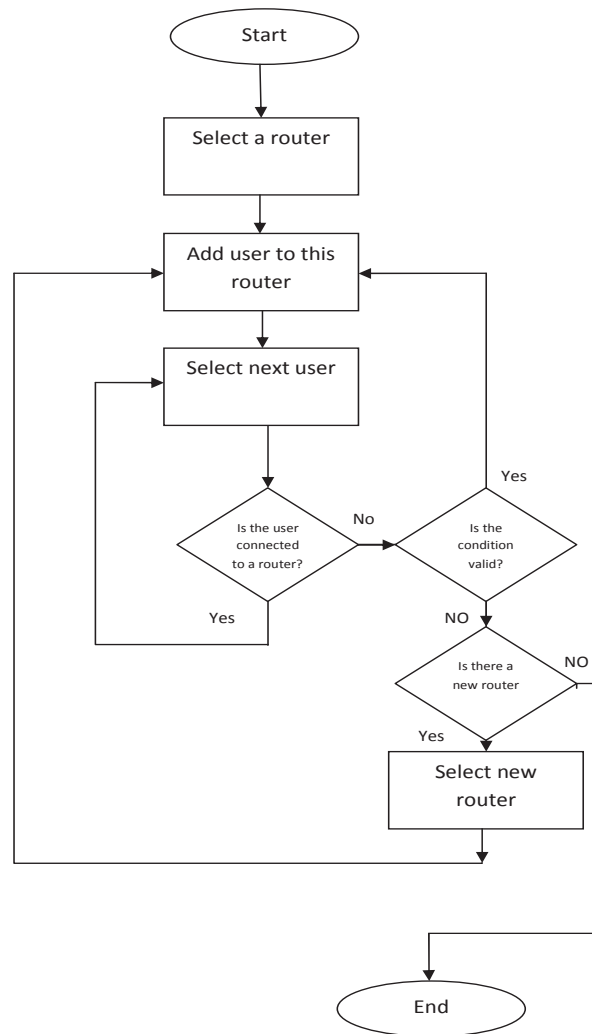 Start
Select a router
Add user to this
router
Select next user
Yes
Is the user
connected
to a router?
No
Is the
condition
valid?
Yes
NO
Is there a
new router
NO
Yes
Select new
router
End